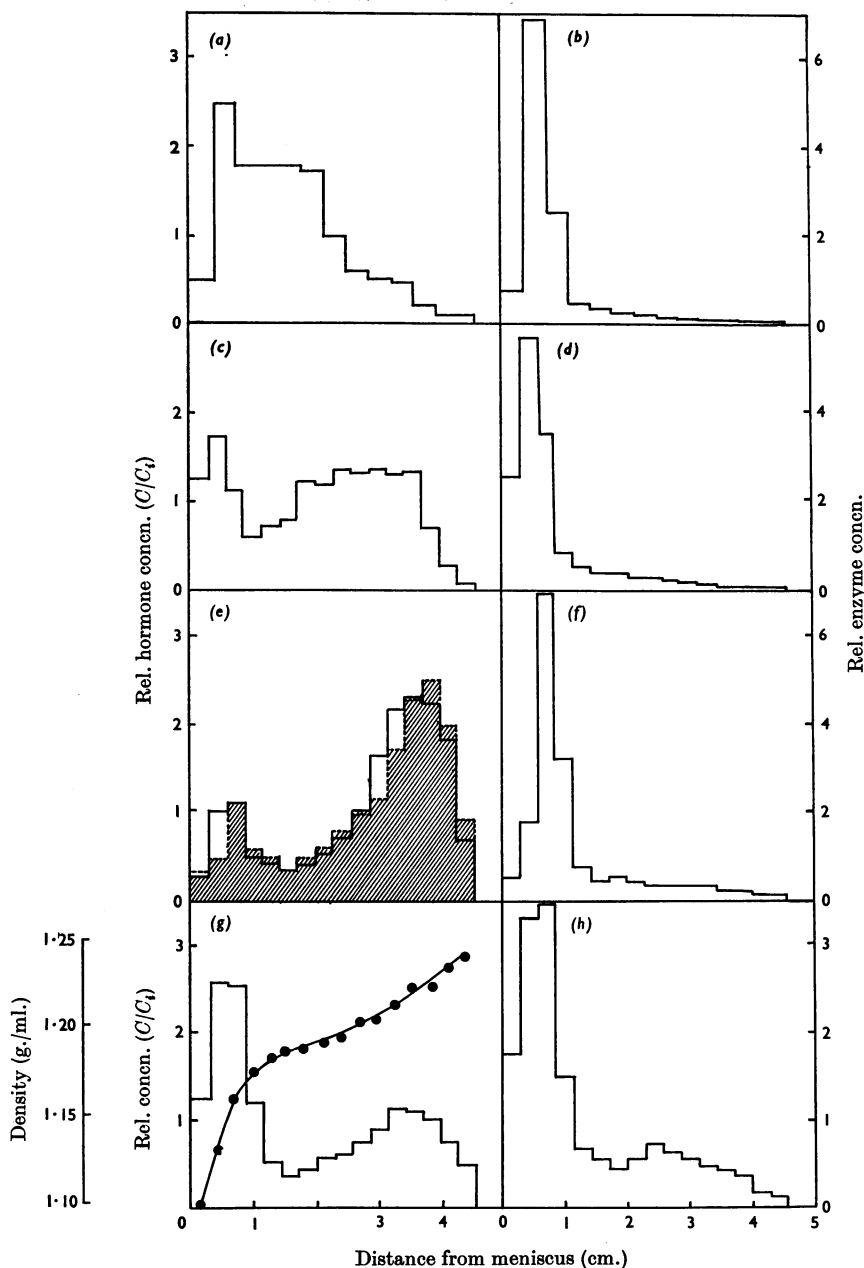 (a)
(b)
3
2
1
0
6
4
2
0
(c)
(d)
2
1
0
4
2
0
Rel. hormone concn. (C/Ci)
Rel. enzyme concn.
(e)
(f)
3
2
1
0
6
4
2
0
(g)
(h)
1·25
1·20
1·15
1·10
Density (g./ml.)
3
2
1
Rel. concn. (C/Ci)
3
2
1
0
0 1 3 4
0 1 2 3 4 5
Distance from meniscus (cm.)